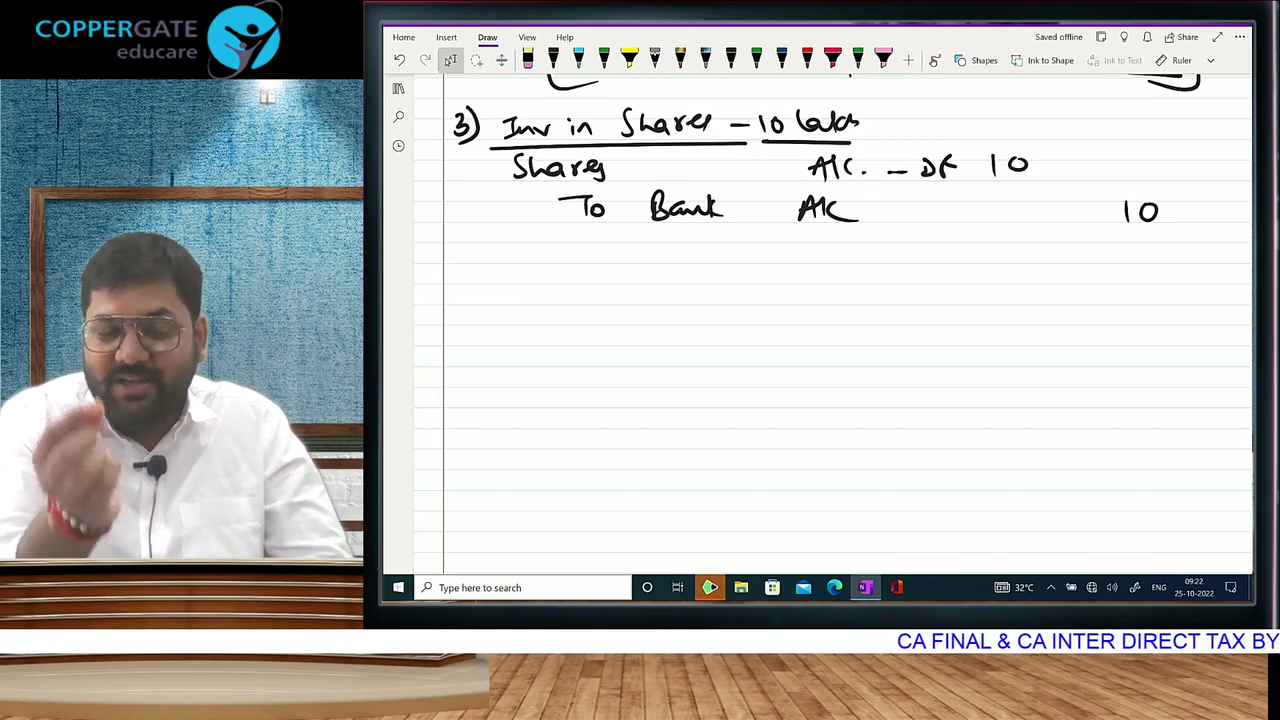 COPPERGATE
educare
Home Insert Draw View Help
Saved offline
Share
Shapes
Ink to Shape
Ink to Text
Ruler
3) Inv in Shares - 10 Lakhs
Shares A/C. - Dr 10
To Bank A/C 10
Type here to search
32°C
ENG
09:22
25-10-2022
CA FINAL & CA INTER DIRECT TAX BY